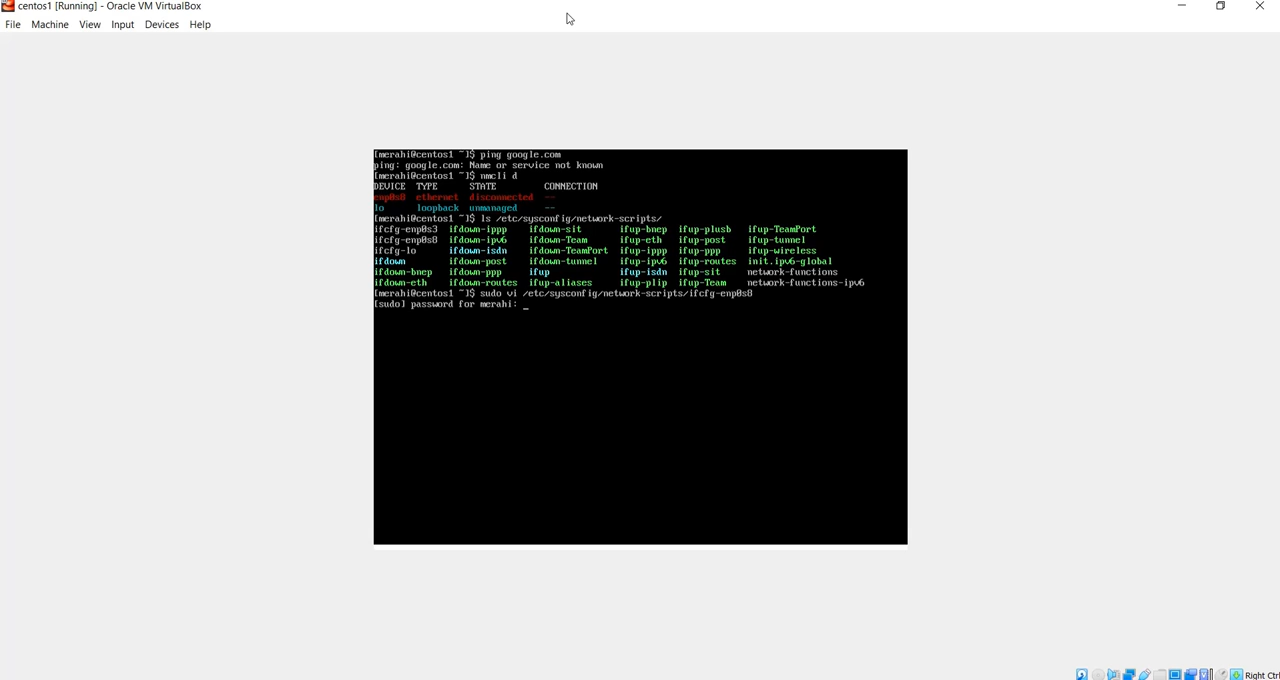 centos1 [Running] - Oracle VM VirtualBox
File Machine View Input Devices Help
[merahi@centos1 ~]$ ping google.com
ping: google.com: Name or service not known
[merahi@centos1 ~]$ nmcli d
DEVICE TYPE STATE CONNECTION
enp0s8 ethernet disconnected --
lo loopback unmanaged --
[merahi@centos1 ~]$ ls /etc/sysconfig/network-scripts/
ifcfg-enp0s3 ifdown-ippp ifdown-sit ifup-bnep ifup-plusb ifup-TeamPort
ifcfg-enp0s8 ifdown-ipv6 ifdown-Team ifup-eth ifup-post ifup-tunnel
ifcfg-lo ifdown-isdn ifdown-TeamPort ifup-ippp ifup-ppp ifup-wireless
ifdown ifdown-post ifdown-tunnel ifup-ipv6 ifup-routes init.ipv6-global
ifdown-bnep ifdown-ppp ifup ifup-isdn ifup-sit network-functions
ifdown-eth ifdown-routes ifup-aliases ifup-plip ifup-Team network-functions-ipv6
[merahi@centos1 ~]$ sudo vi /etc/sysconfig/network-scripts/ifcfg-enp0s8
[sudo] password for merahi: _
Right Ctrl